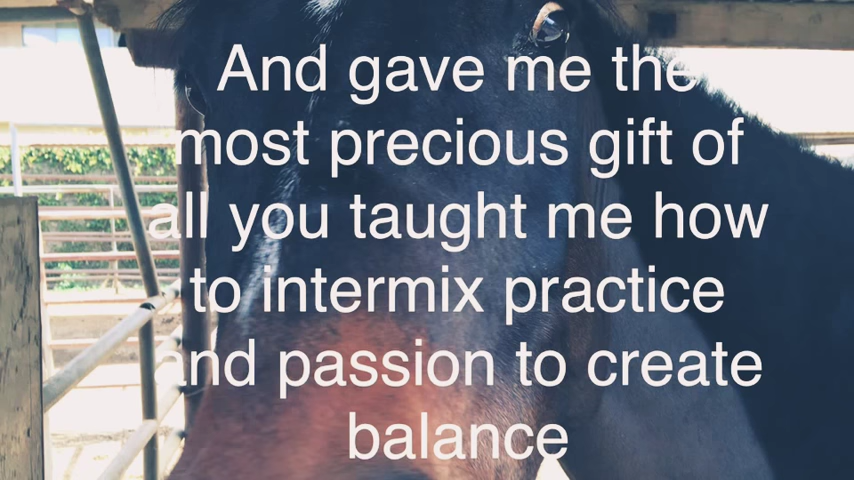 And gave me the
most precious gift of
all you taught me how
to intermix practice
and passion to create
balance